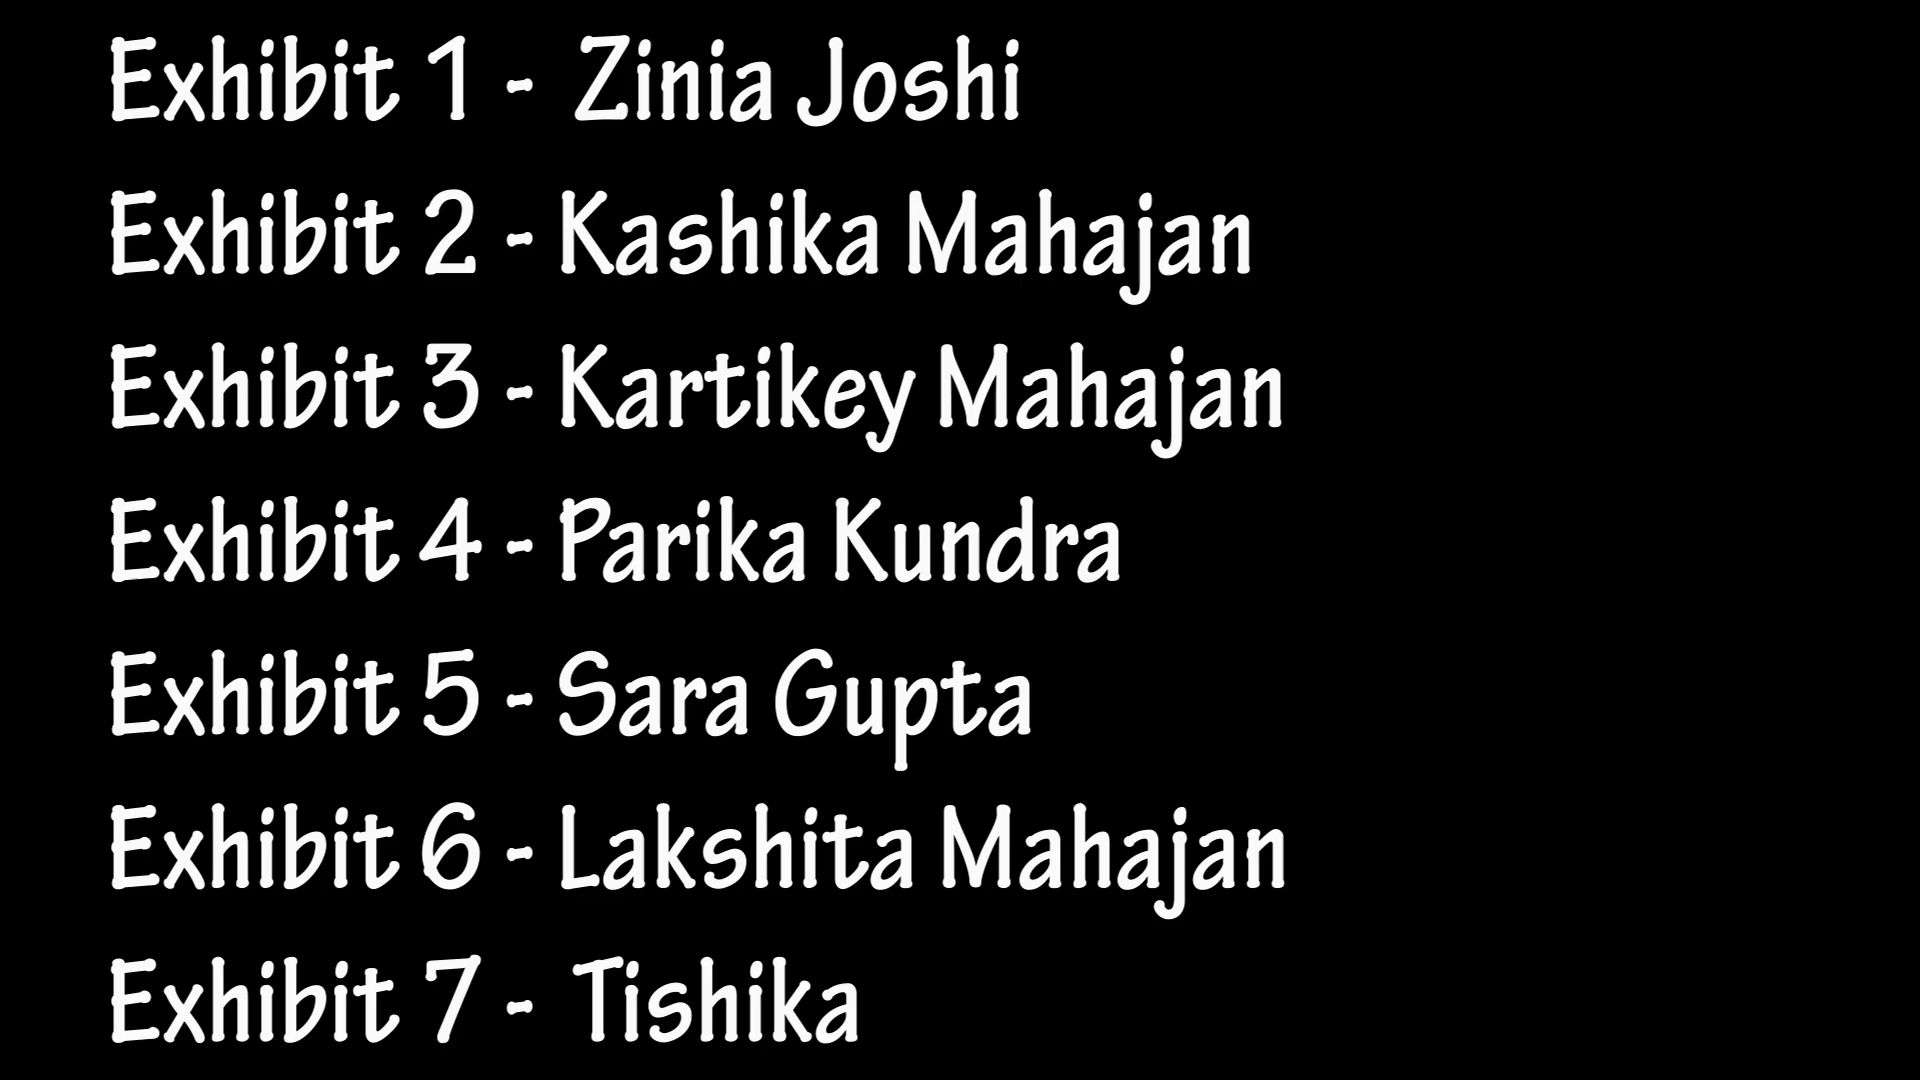 Exhibit 1 - Zinia Joshi
Exhibit 2 - Kashika Mahajan
Exhibit 3 - Kartikey Mahajan
Exhibit 4 - Parika Kundra
Exhibit 5 - Sara Gupta
Exhibit 6 - Lakshita Mahajan
Exhibit 7 - Tishika